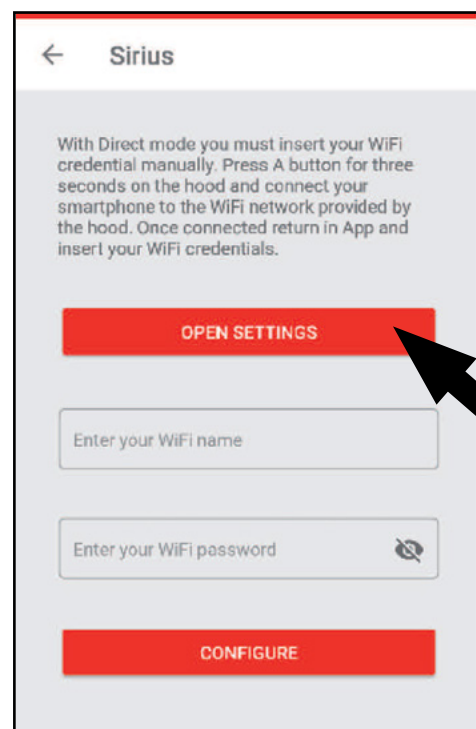 Sirius
With Direct mode you must insert your WiFi
credential manually. Press A button for three
seconds on the hood and connect your
smartphone to the WiFi network provided by
the hood. Once connected return in App and
insert your WiFi credentials.
OPEN SETTINGS
Enter your WiFi name
Enter your WiFi password
CONFIGURE